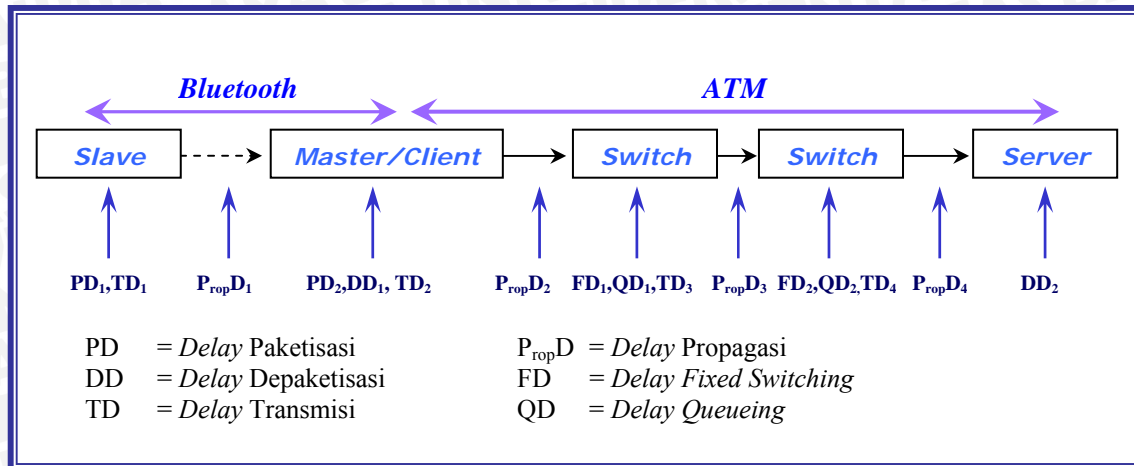 Bluetooth ATM
Slave Master/Client Switch Switch Server
PD1,TD1 PropD1 PD2,DD1, TD2 PropD2 FD1,QD1,TD3 PropD3 FD2,QD2,TD4 PropD4 DD2
PD = Delay Paketisasi PropD = Delay Propagasi
DD = Delay Depaketisasi FD = Delay Fixed Switching
TD = Delay Transmisi QD = Delay Queueing